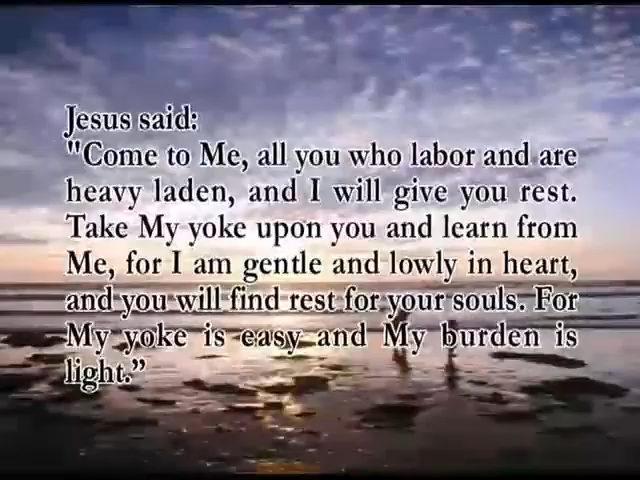 Jesus said:
"Come to Me, all you who labor and are
heavy laden, and I will give you rest.
Take My yoke upon you and learn from
Me, for I am gentle and lowly in heart,
and you will find rest for your souls. For
My yoke is easy and My burden is
light.”